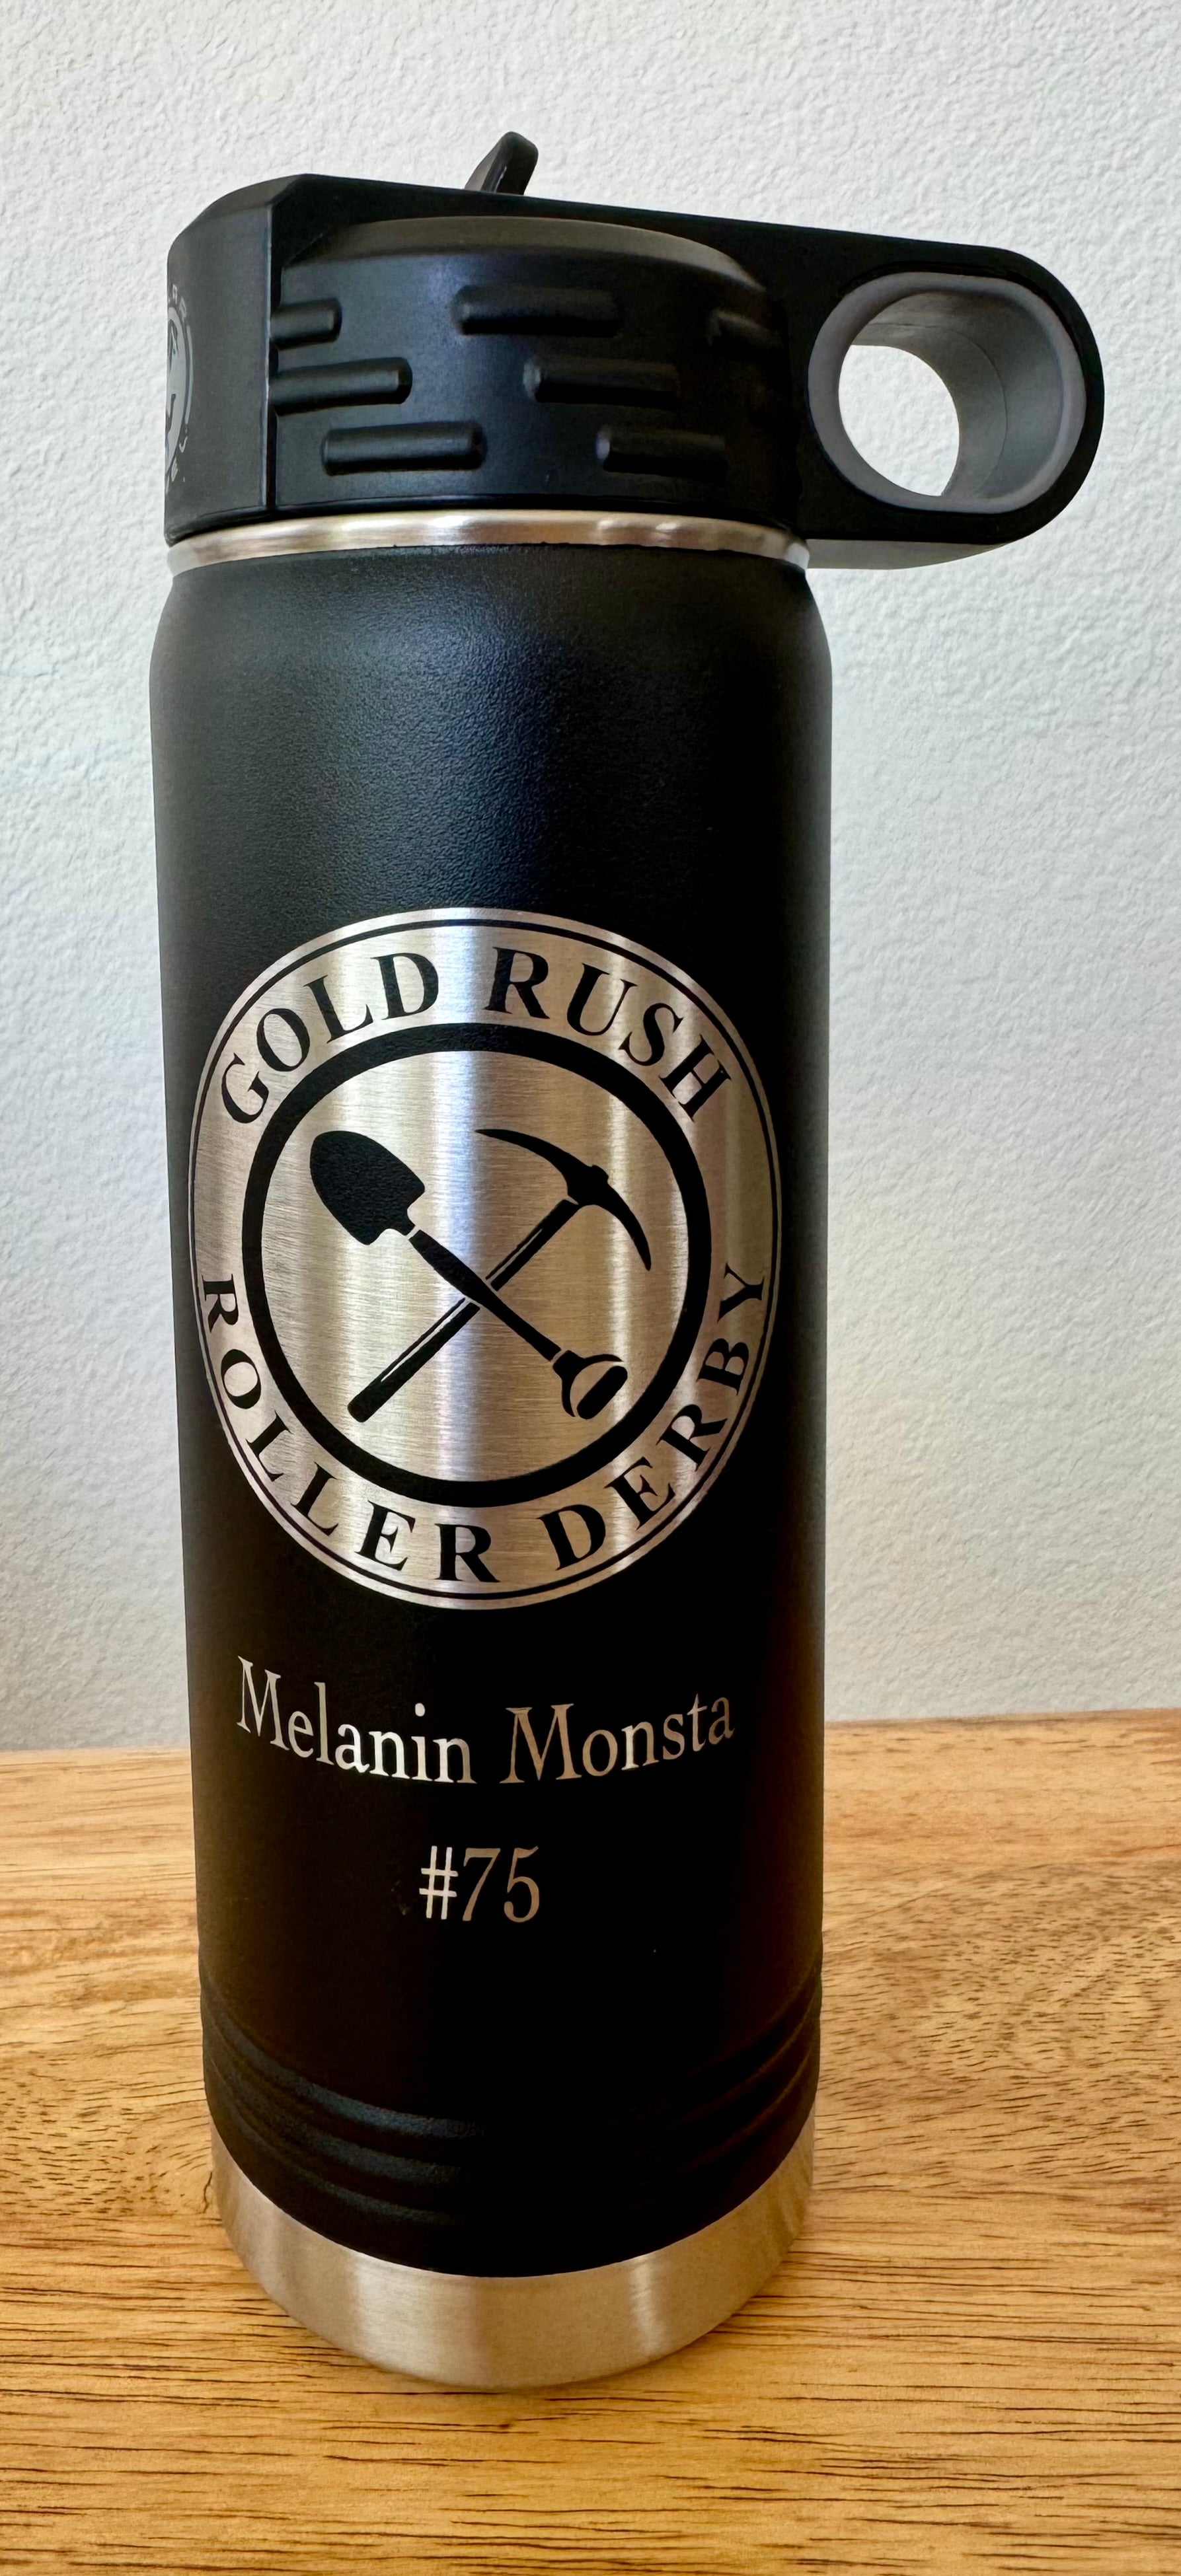 GOLD RUSH
ROLLER DERBY
Melanin Monsta
#75